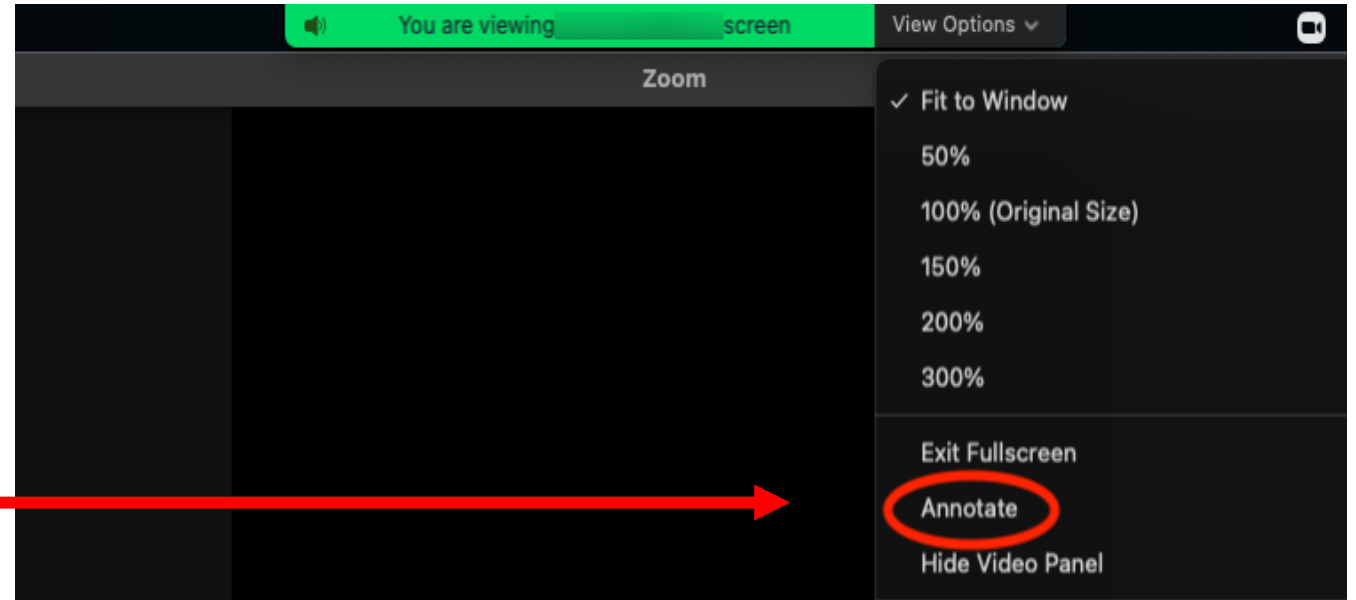 You are viewing screen
View Options
Zoom
Fit to Window
50%
100% (Original Size)
150%
200%
300%
Exit Fullscreen
Annotate
Hide Video Panel